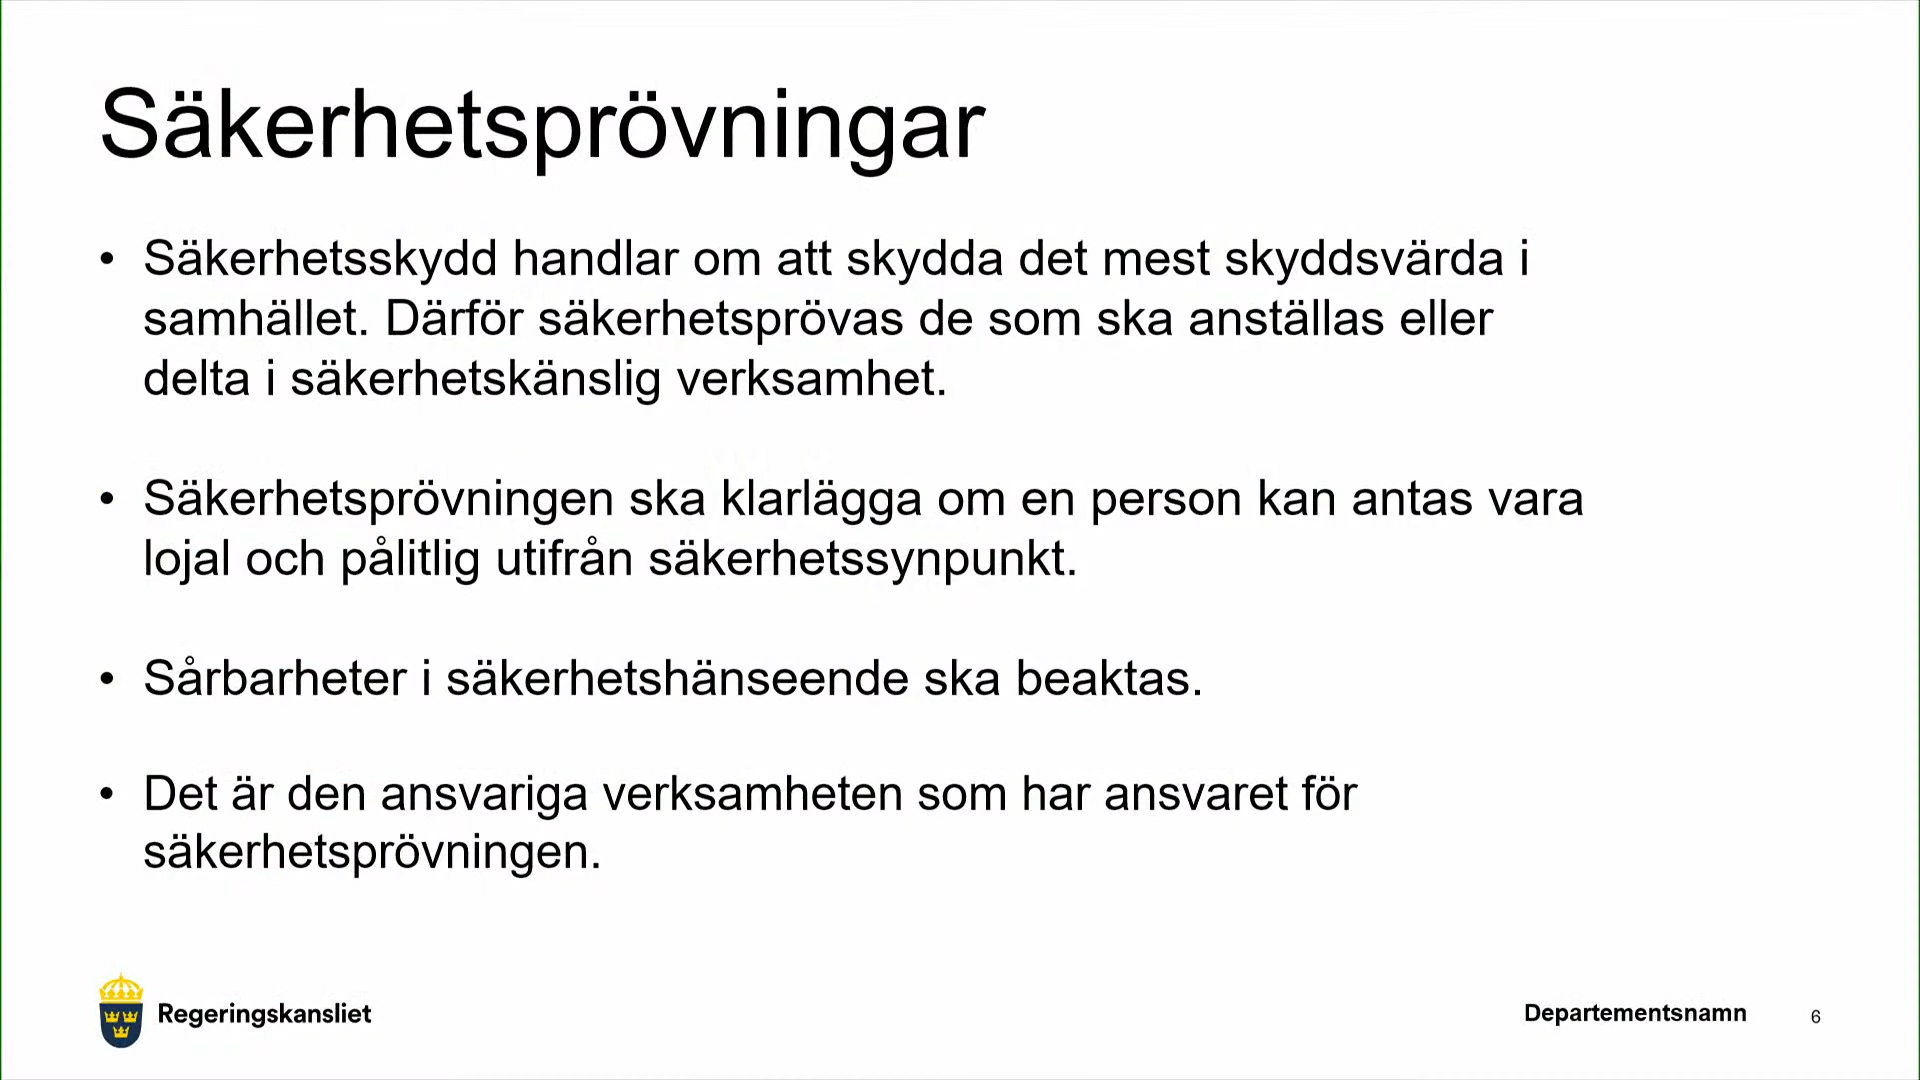 Säkerhetsprövningar
• Säkerhetsskydd handlar om att skydda det mest skyddsvärda i
samhället. Därför säkerhetsprövas de som ska anställas eller
delta i säkerhetskänslig verksamhet.
• Säkerhetsprövningen ska klarlägga om en person kan antas vara
lojal och pålitlig utifrån säkerhetssynpunkt.
• Sårbarheter i säkerhetshänseende ska beaktas.
• Det är den ansvariga verksamheten som har ansvaret för
säkerhetsprövningen.
Regeringskansliet
Departementsnamn 6